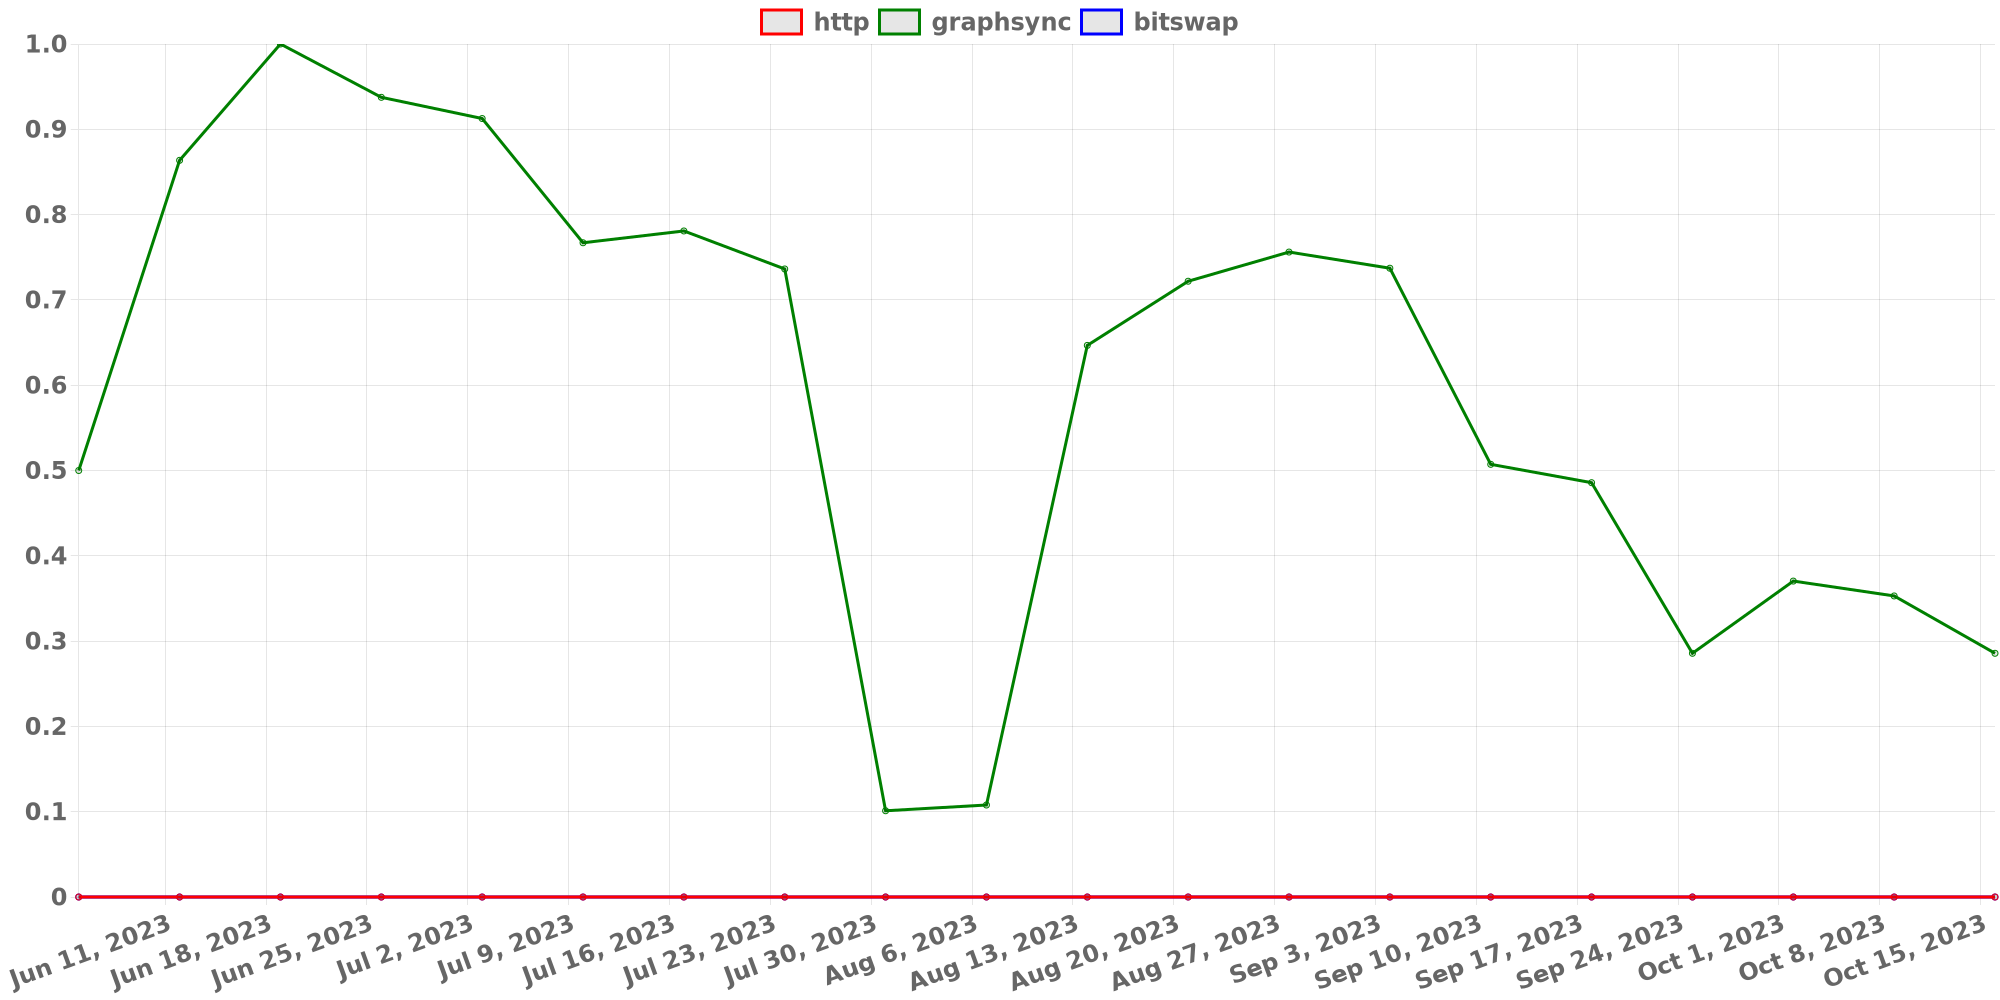 http graphsync bitswap
1.0
0.9
0.8
0.7
0.6
0.5
0.4
0.3
0.2
0.1
0
Jun 11, 2023
Jun 18, 2023
Jun 25, 2023
Jul 2, 2023
Jul 9, 2023
Jul 16, 2023
Jul 23, 2023
Jul 30, 2023
Aug 6, 2023
Aug 13, 2023
Aug 20, 2023
Aug 27, 2023
Sep 3, 2023
Sep 10, 2023
Sep 17, 2023
Sep 24, 2023
Oct 1, 2023
Oct 8, 2023
Oct 15, 2023